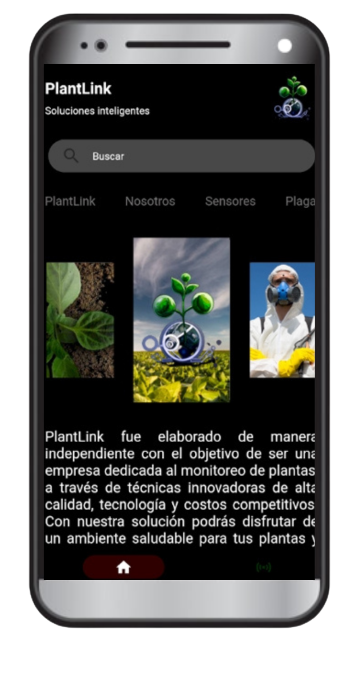 PlantLink
Soluciones inteligentes
Buscar
PlantLink Nosotros Sensores Plaga
PlantLink fue elaborado de manera
independiente con el objetivo de ser una
empresa dedicada al monitoreo de plantas
a través de técnicas innovadoras de alta
calidad, tecnología y costos competitivos
Con nuestra solución podrás disfrutar de
un ambiente saludable para tus plantas y